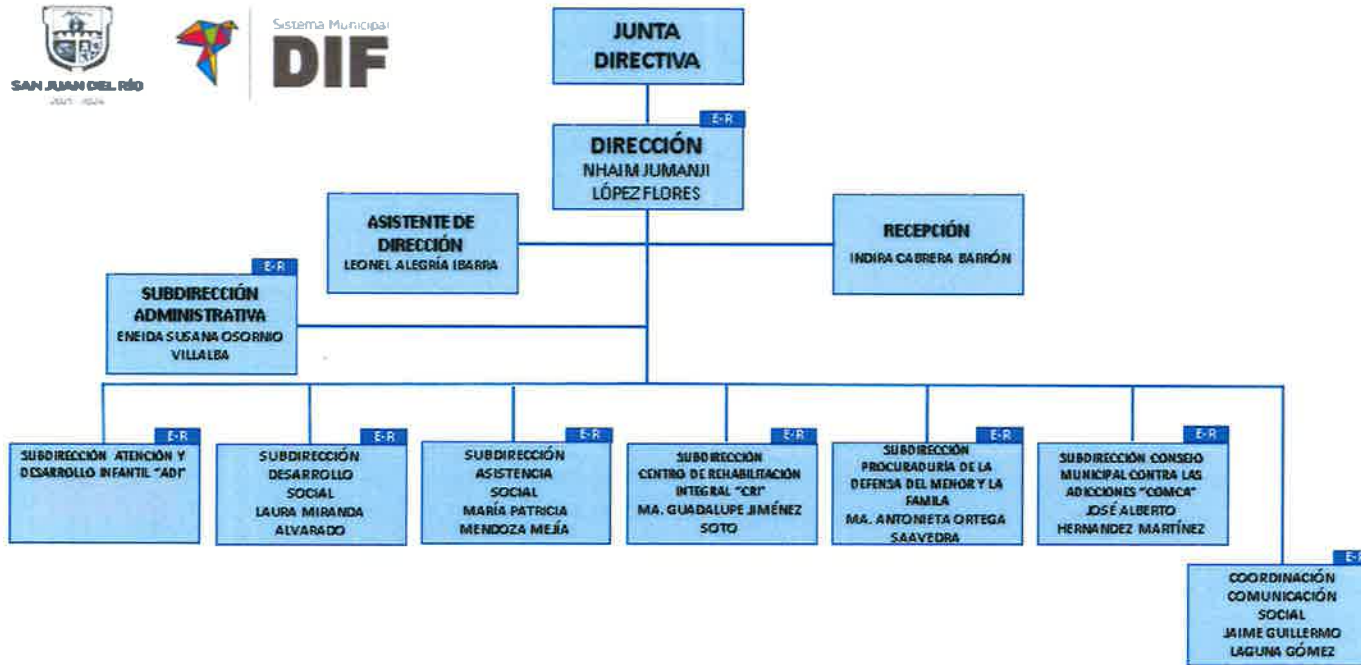 SAN JUAN DEL RÍO
2021 - 2024
Sistema Municipal
DIF
JUNTA
DIRECTIVA
E-R
DIRECCIÓN
NHAIM JUMANJI
LÓPEZ FLORES
ASISTENTE DE
DIRECCIÓN
LEONEL ALEGRÍA IBARRA
RECEPCIÓN
INDIRA CABRERA BARRÓN
E-R
SUBDIRECCIÓN
ADMINISTRATIVA
ENEIDA SUSANA OSORNIO
VILLALBA
E-R
SUBDIRECCIÓN ATENCIÓN Y
DESARROLLO INFANTIL "ADI"
E-R
SUBDIRECCIÓN
DESARROLLO
SOCIAL
LAURA MIRANDA
ALVARADO
E-R
SUBDIRECCIÓN
ASISTENCIA
SOCIAL
MARÍA PATRICIA
MENDOZA MEJÍA
E-R
SUBDIRECCIÓN
CENTRO DE REHABILITACIÓN
INTEGRAL "CRI"
MA. GUADALUPE JIMÉNEZ
SOTO
E-R
SUBDIRECCIÓN
PROCURADURÍA DE LA
DEFENSA DEL MENOR Y LA
FAMILA
MA. ANTONIETA ORTEGA
SAAVEDRA
E-R
SUBDIRECCIÓN CONSEJO
MUNICIPAL CONTRA LAS
ADICCIONES "COMCA"
JOSÉ ALBERTO
HERNANDEZ MARTÍNEZ
E-R
COORDINACIÓN
COMUNICACIÓN
SOCIAL
JAIME GUILLERMO
LAGUNA GÓMEZ